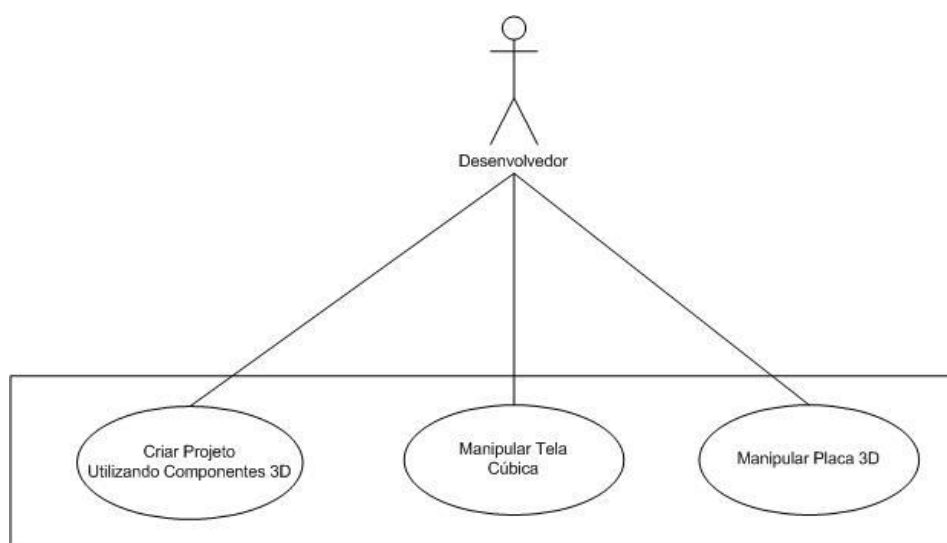 Desenvolvedor
Criar Projeto
Utilizando Componentes 3D
Manipular Tela
Cúbica
Manipular Placa 3D